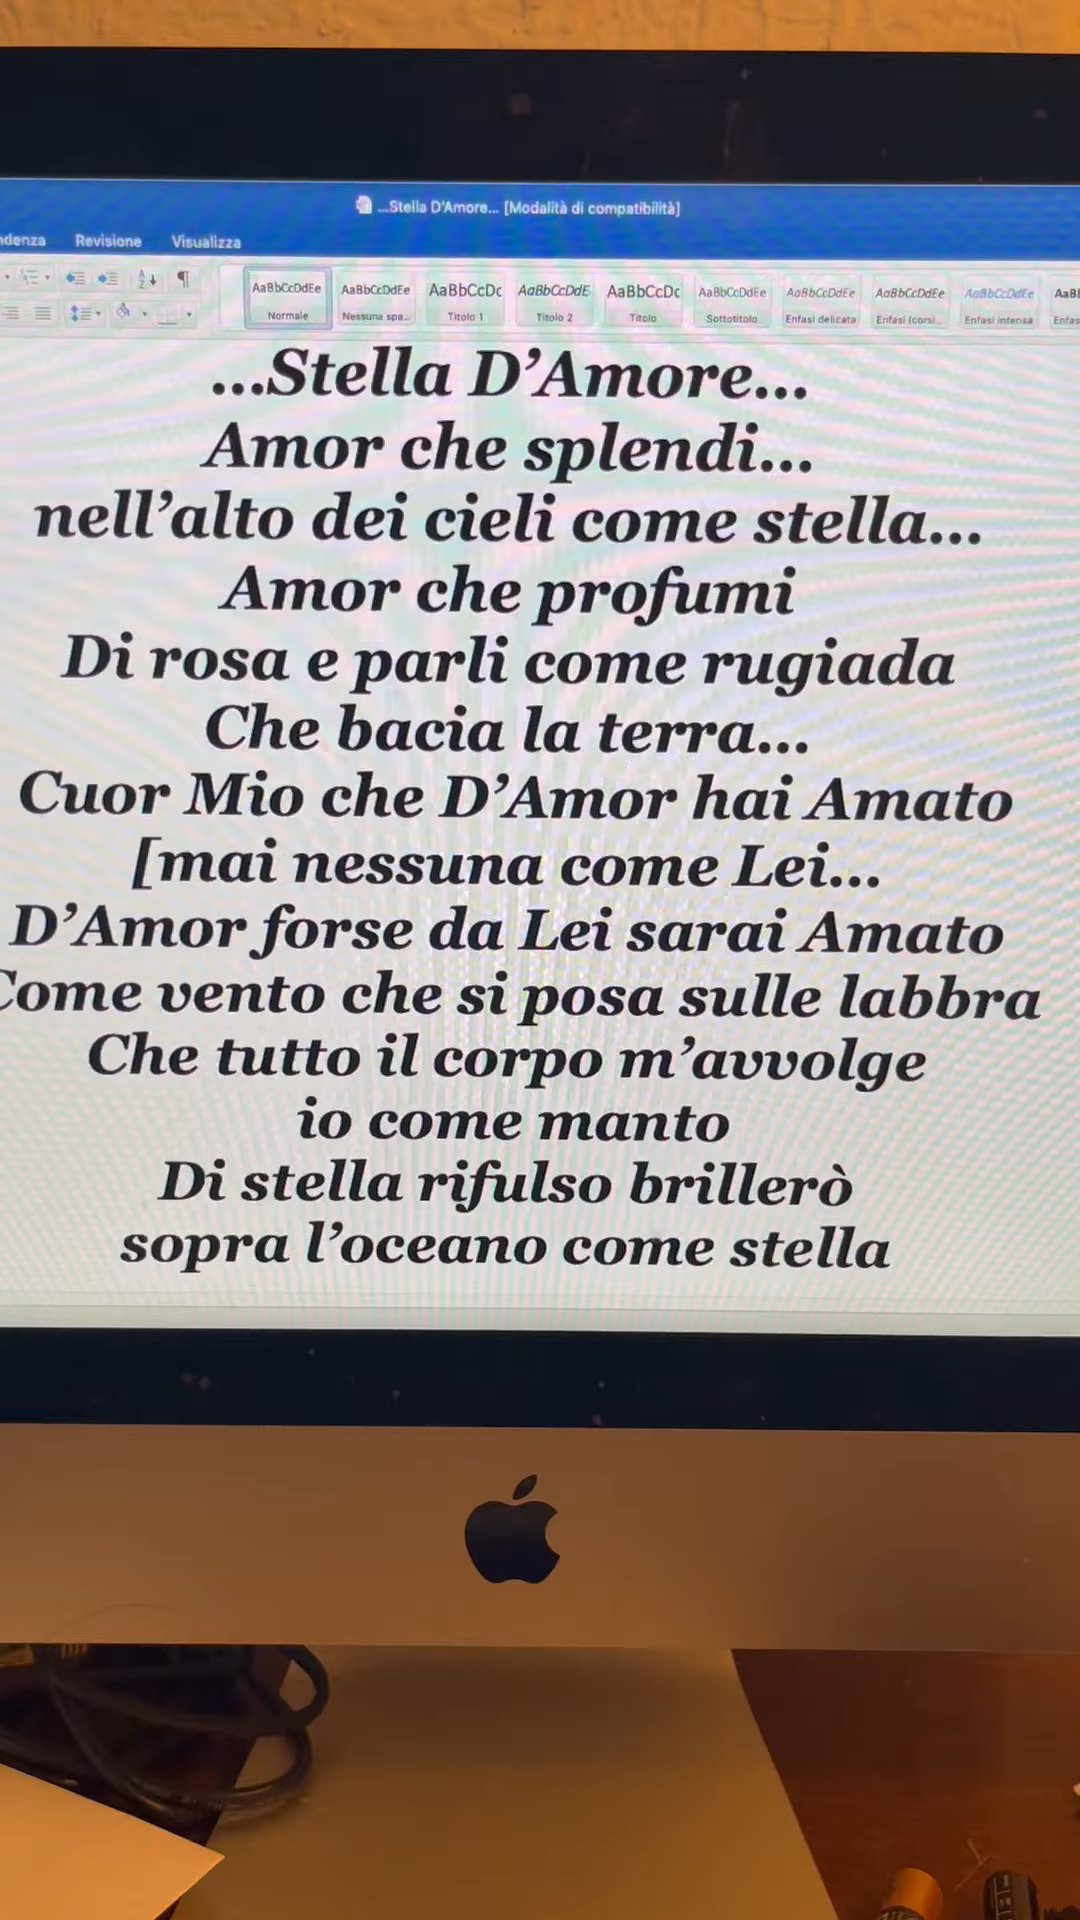 ...Stella D'Amore... [Modalità di compatibilità]
Revisione Visualizza
AaBbCcDdEe AaBbCcDdEe AaBbCcDc AaBbCcDdE AaBbCcDc AaBbCcDdEe AaBbCcDdEe AaBbCcDdEe AaBbCcDdEe
Normale Nessuna spa... Titolo 1 Titolo 2 Titolo Sottotitolo Enfasi delicata Enfasi (corsi... Enfasi intensa
...Stella D'Amore...
Amor che splendi...
nell'alto dei cieli come stella...
Amor che profumi
Di rosa e parli come rugiada
Che bacia la terra...
Cuor Mio che D'Amor hai Amato
[mai nessuna come Lei...
D'Amor forse da Lei sarai Amato
Come vento che si posa sulle labbra
Che tutto il corpo m'avvolge
io come manto
Di stella rifulso brillerò
sopra l'oceano come stella